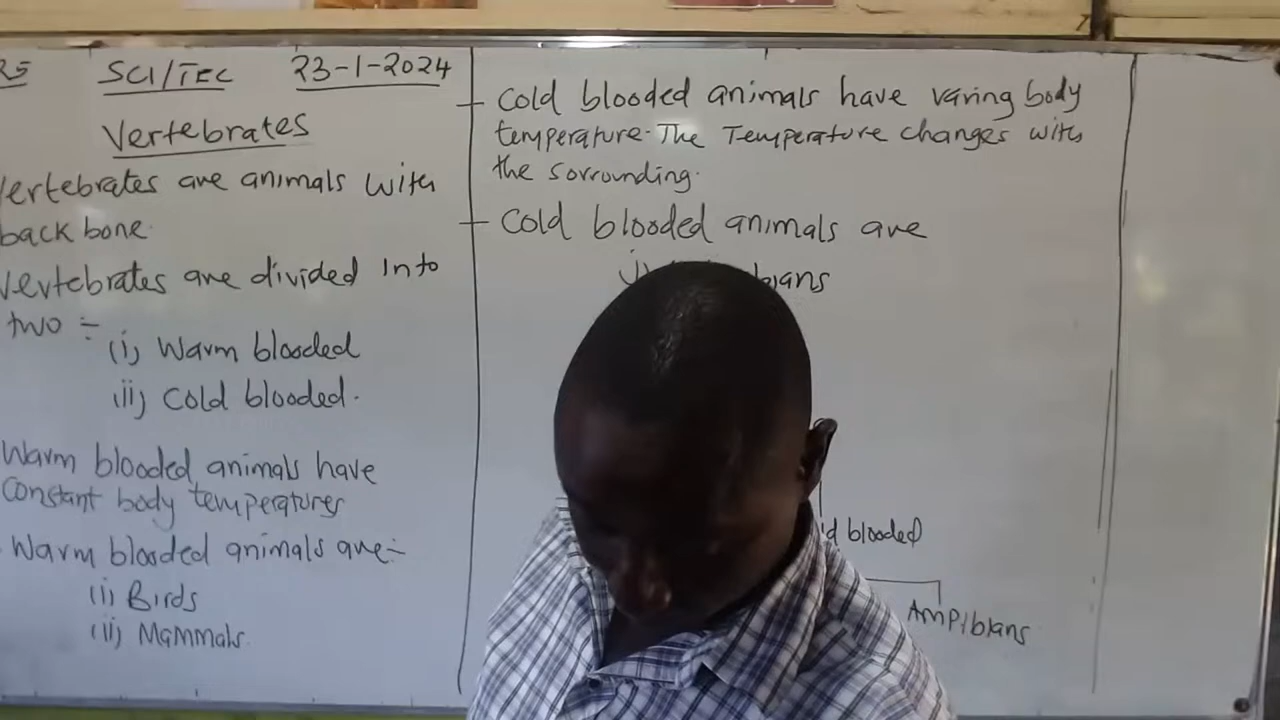 SCI/TEC 23-1-2024
Vertebrates
Vertebrates are animals with
back bone.
Vertebrates are divided into
two :-
(i) Warm blooded
(ii) Cold blooded.
Warm blooded animals have
constant body temperatures
Warm blooded animals are:-
(i) Birds
(ii) Mammals.
- Cold blooded animals have varing body
temperature. The Temperature changes with
the sorrounding.
- Cold blooded animals are
blooded
Ampibians